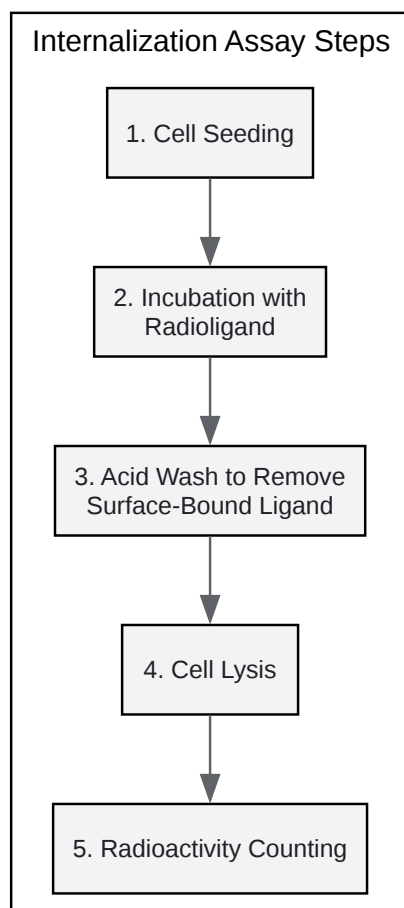 Internalization Assay Steps
1. Cell Seeding
2. Incubation with
Radioligand
3. Acid Wash to Remove
Surface-Bound Ligand
4. Cell Lysis
5. Radioactivity Counting